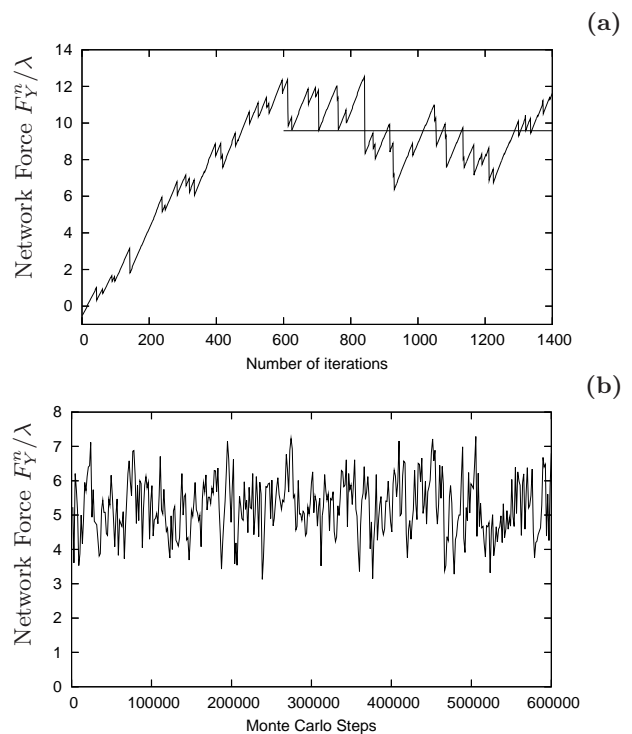 (a)
Network Force F_Y^n/λ
14
12
10
8
6
4
2
0
0 200 400 600 800 1000 1200 1400
Number of iterations
(b)
Network Force F_Y^n/λ
8
7
6
5
4
3
2
1
0
0 100000 200000 300000 400000 500000 600000
Monte Carlo Steps